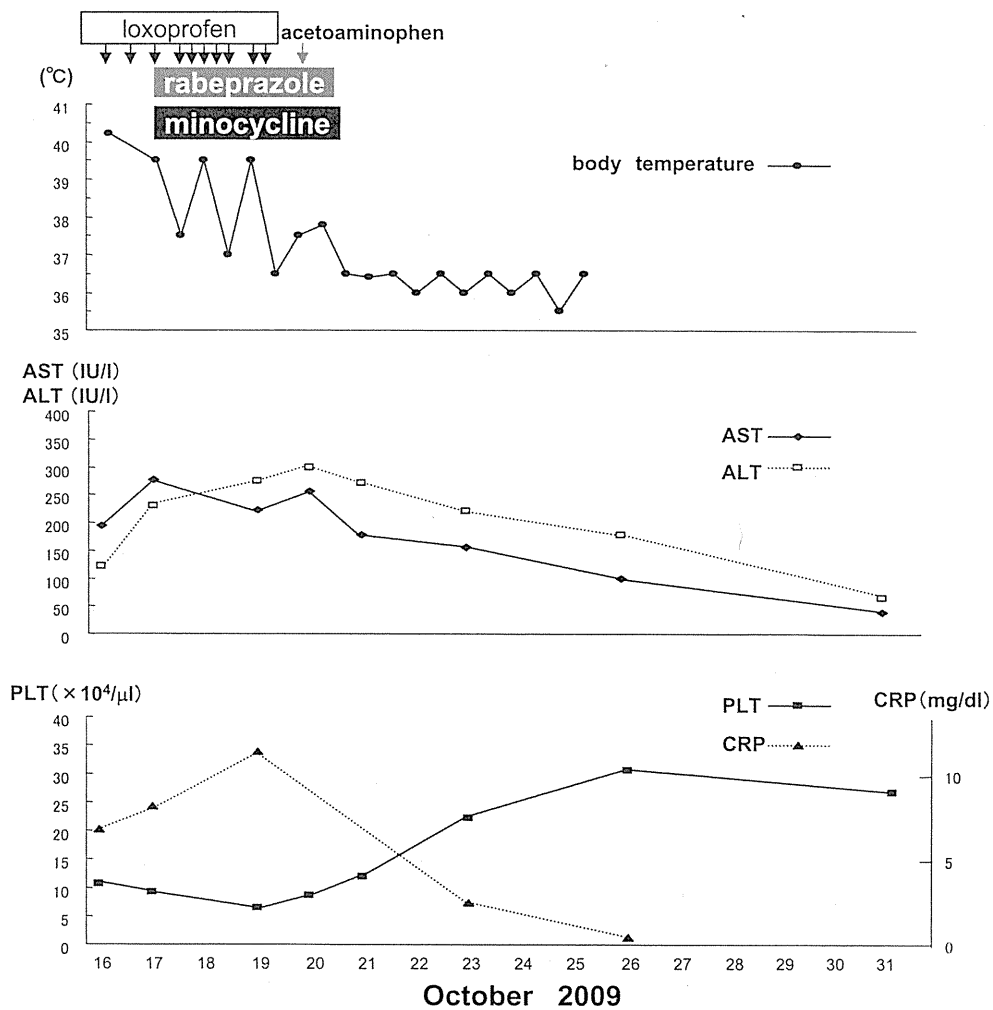 loxoprofen
acetoaminophen
rabeprazole
minocycline
(℃)
41
40
39
38
37
36
35
body temperature
AST (IU/l)
ALT (IU/l)
400
350
300
250
200
150
100
50
0
AST
ALT
PLT(×10⁴/μl)
CRP(mg/dl)
40
35
30
25
20
15
10
5
0
PLT
CRP
10
5
0
16 17 18 19 20 21 22 23 24 25 26 27 28 29 30 31
October 2009